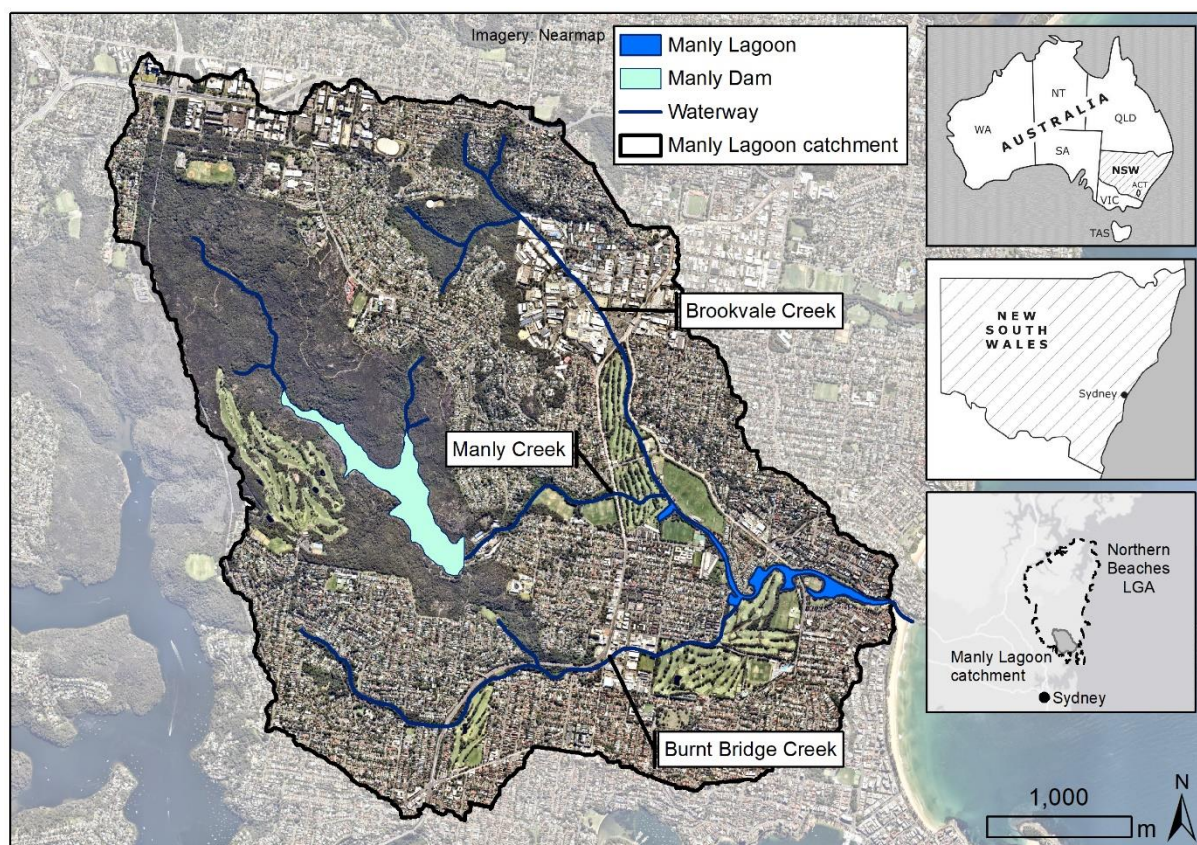 Imagery: Nearmap
Manly Lagoon
Manly Dam
Waterway
Manly Lagoon catchment
Brookvale Creek
Manly Creek
Burnt Bridge Creek
AUSTRALIA
WA
NT
QLD
SA
NSW
ACT
VIC
TAS
NEW
SOUTH
WALES
Sydney
Northern
Beaches
LGA
Manly Lagoon
catchment
Sydney
1,000
m
N